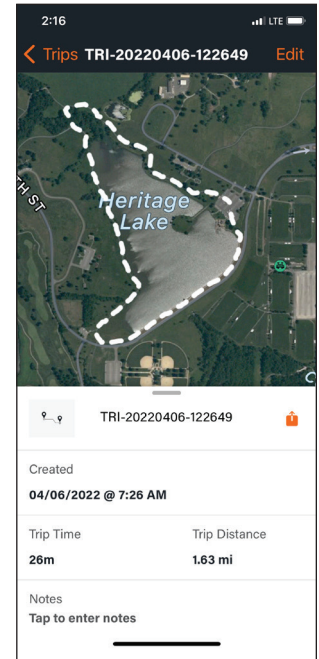 2:16 LTE
Trips TRI-20220406-122649 Edit
TH ST
Heritage
Lake
TRI-20220406-122649
Created
04/06/2022 @ 7:26 AM
Trip Time Trip Distance
26m 1.63 mi
Notes
Tap to enter notes